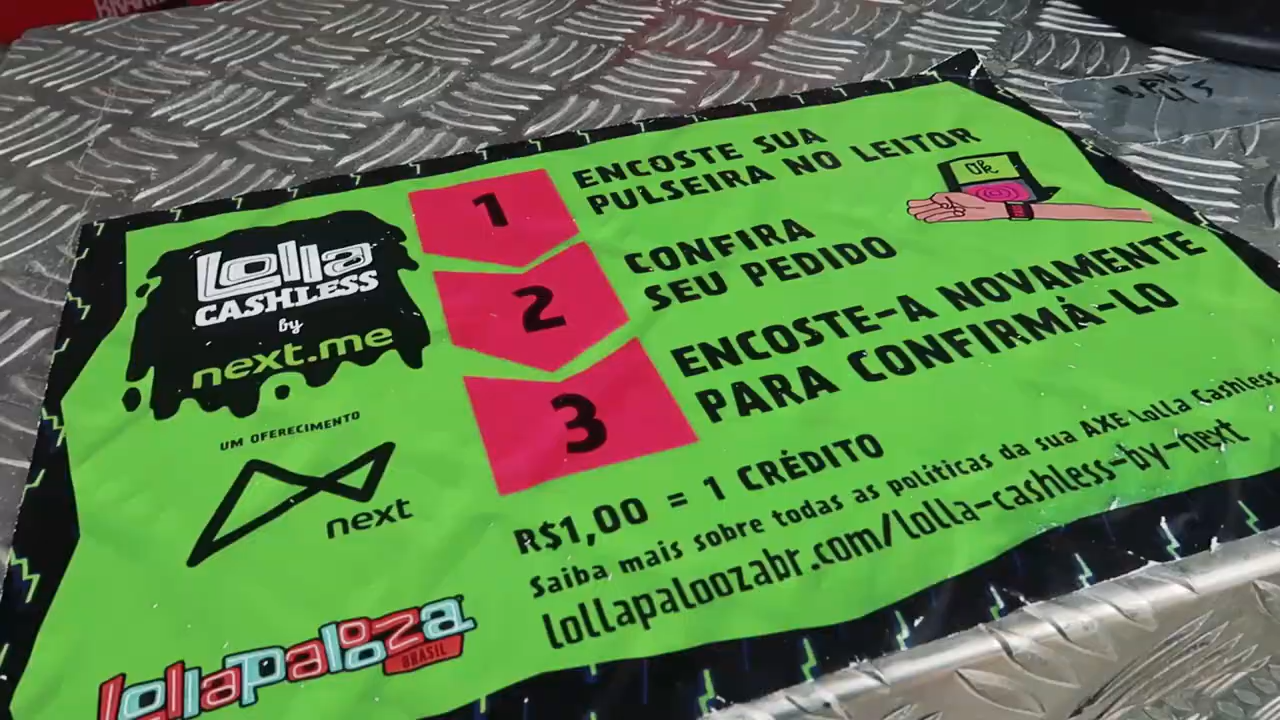 Lolla
CASHLESS
by
next.me
UM OFERECIMENTO
next
lollapalooza
BRASIL
1
ENCOSTE SUA
PULSEIRA NO LEITOR
Ok
2
CONFIRA
SEU PEDIDO
3
ENCOSTE-A NOVAMENTE
PARA CONFIRMÁ-LO
R$1,00 = 1 CRÉDITO
Saiba mais sobre todas as políticas da sua AXE Lolla Cashless
lollapaloozabr.com/lolla-cashless-by-next